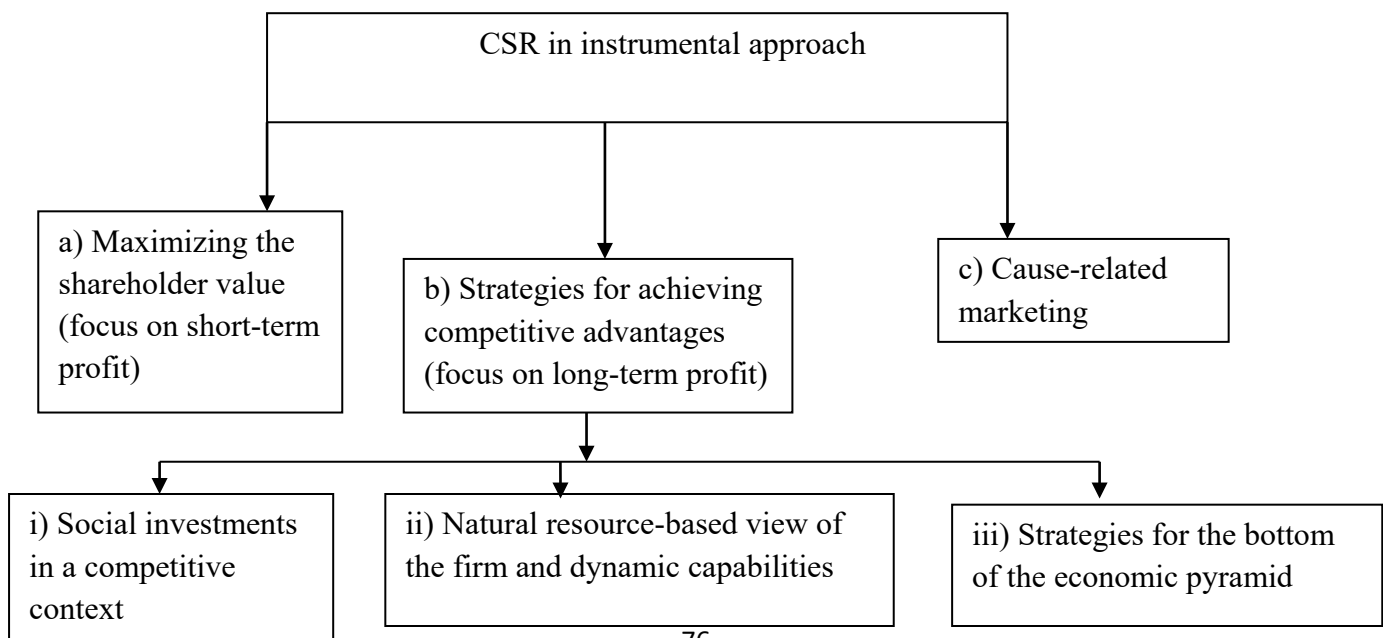 CSR in instrumental approach
a) Maximizing the
shareholder value
(focus on short-term
profit)
b) Strategies for achieving
competitive advantages
(focus on long-term profit)
c) Cause-related
marketing
i) Social investments
in a competitive
context
ii) Natural resource-based view of
the firm and dynamic capabilities
iii) Strategies for the bottom
of the economic pyramid